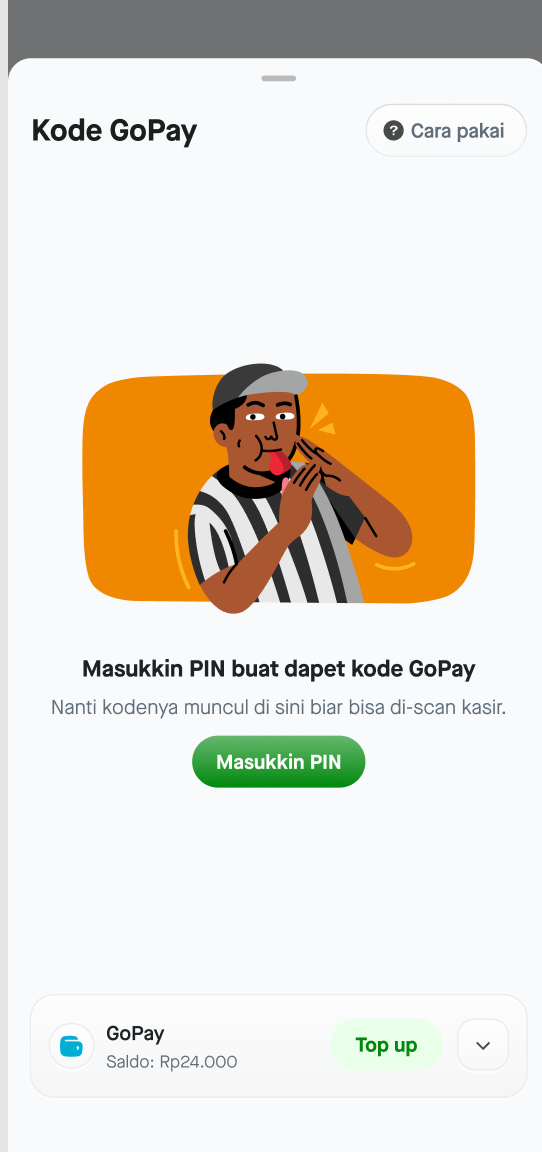 Kode GoPay
? Cara pakai
Masukkin PIN buat dapet kode GoPay
Nanti kodenya muncul di sini biar bisa di-scan kasir.
Masukkin PIN
GoPay
Saldo: Rp24.000
Top up